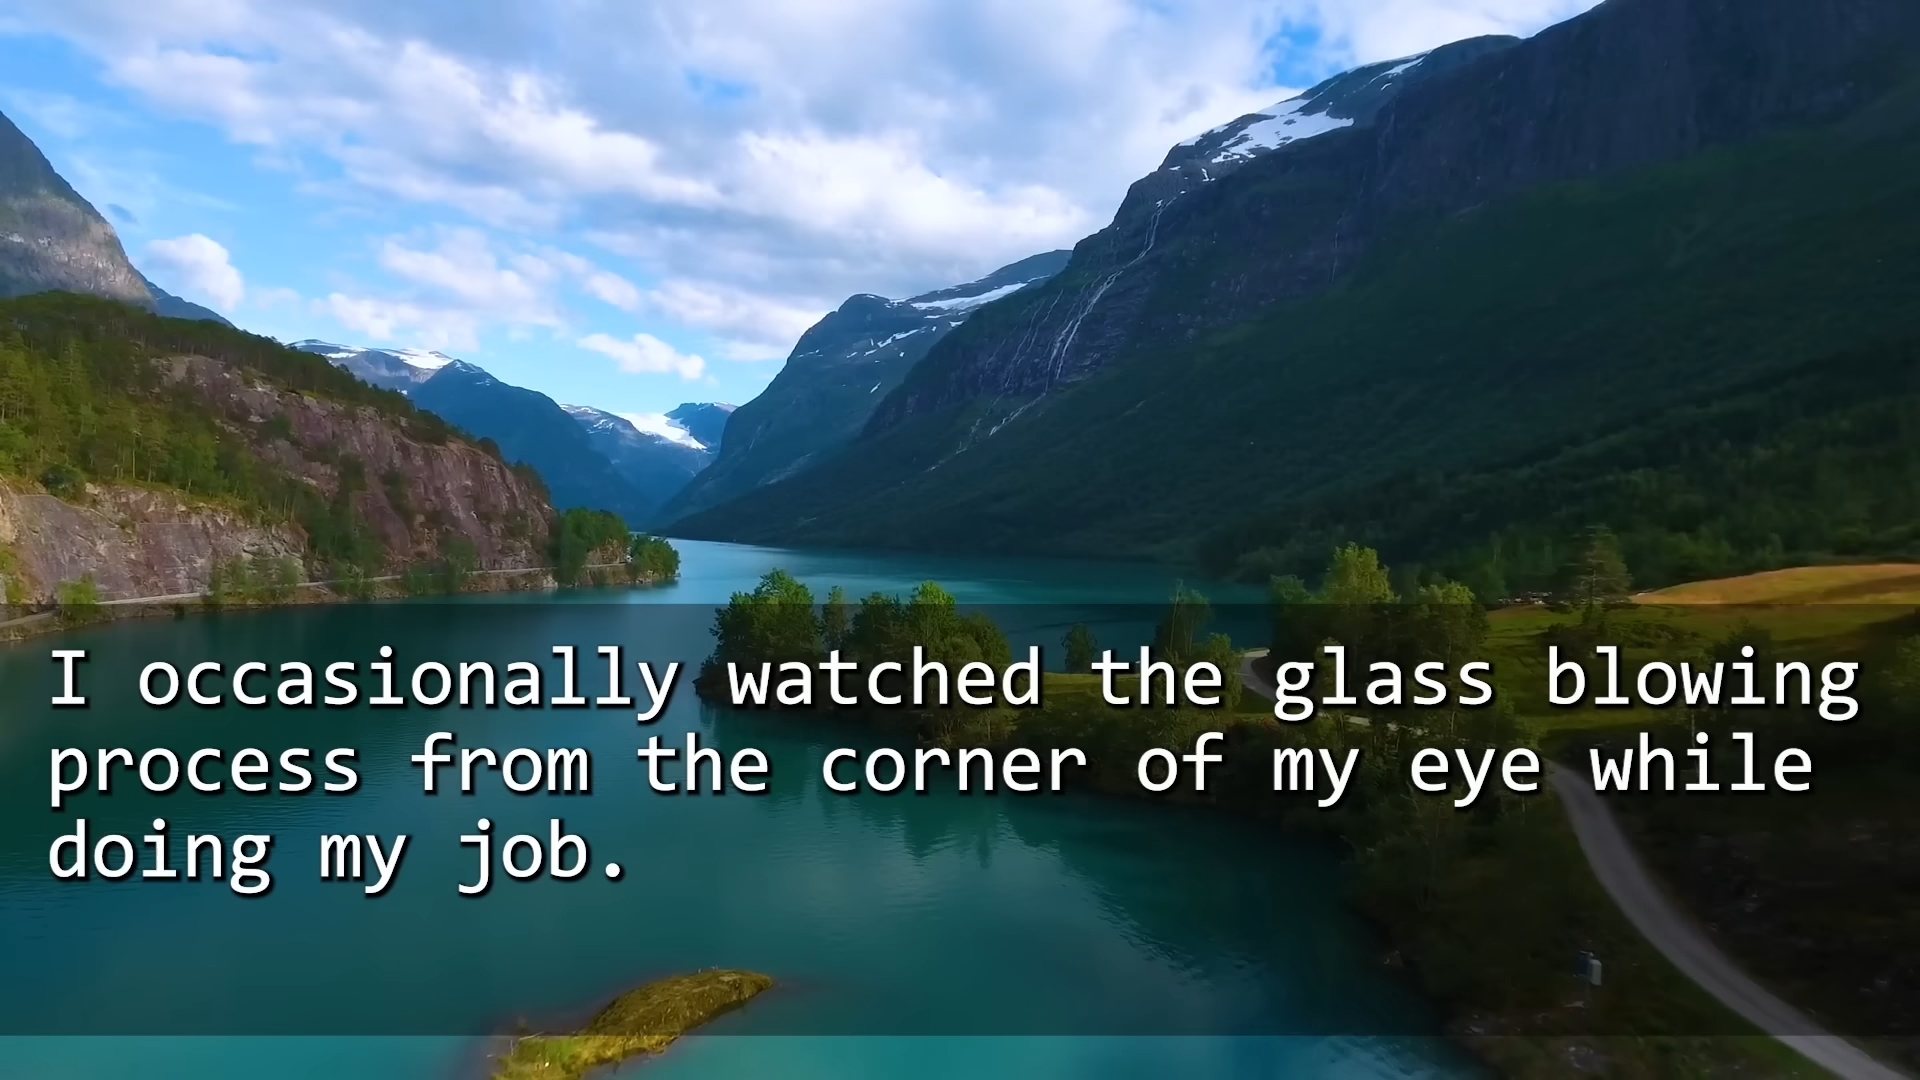 I occasionally watched the glass blowing
process from the corner of my eye while
doing my job.